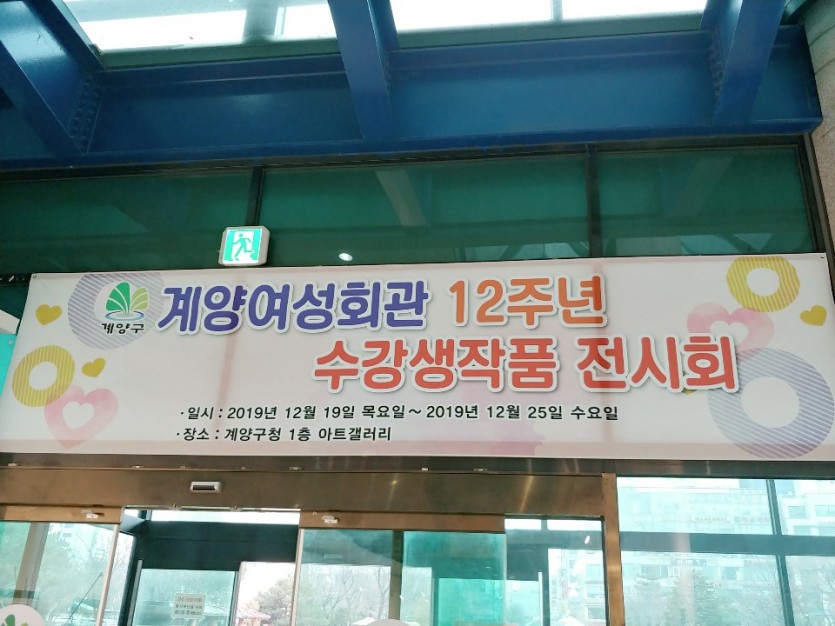 계양구
계양여성회관 12주년
수강생작품 전시회
·일시 : 2019년 12월 19일 목요일~2019년 12월 25일 수요일
·장소 : 계양구청 1층 아트갤러리